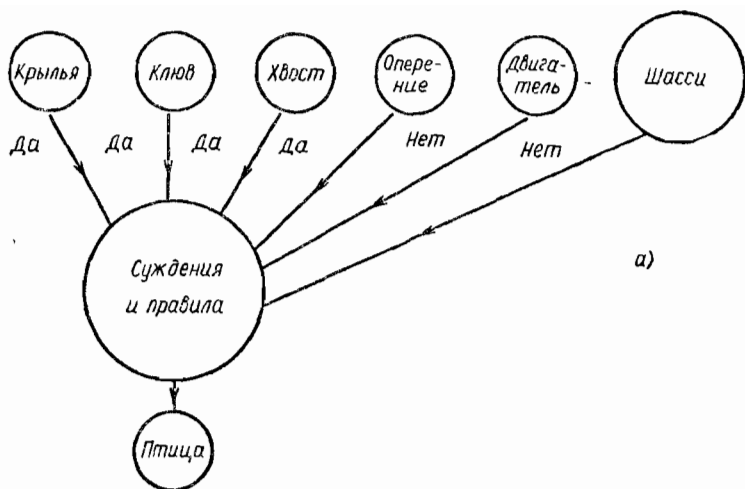 Крылья
Клюв
Хвост
Опере-
ние
Двига-
тель
Шасси
Да
Да
Да
Да
Нет
Нет
Суждения
и правила
а)
Птица